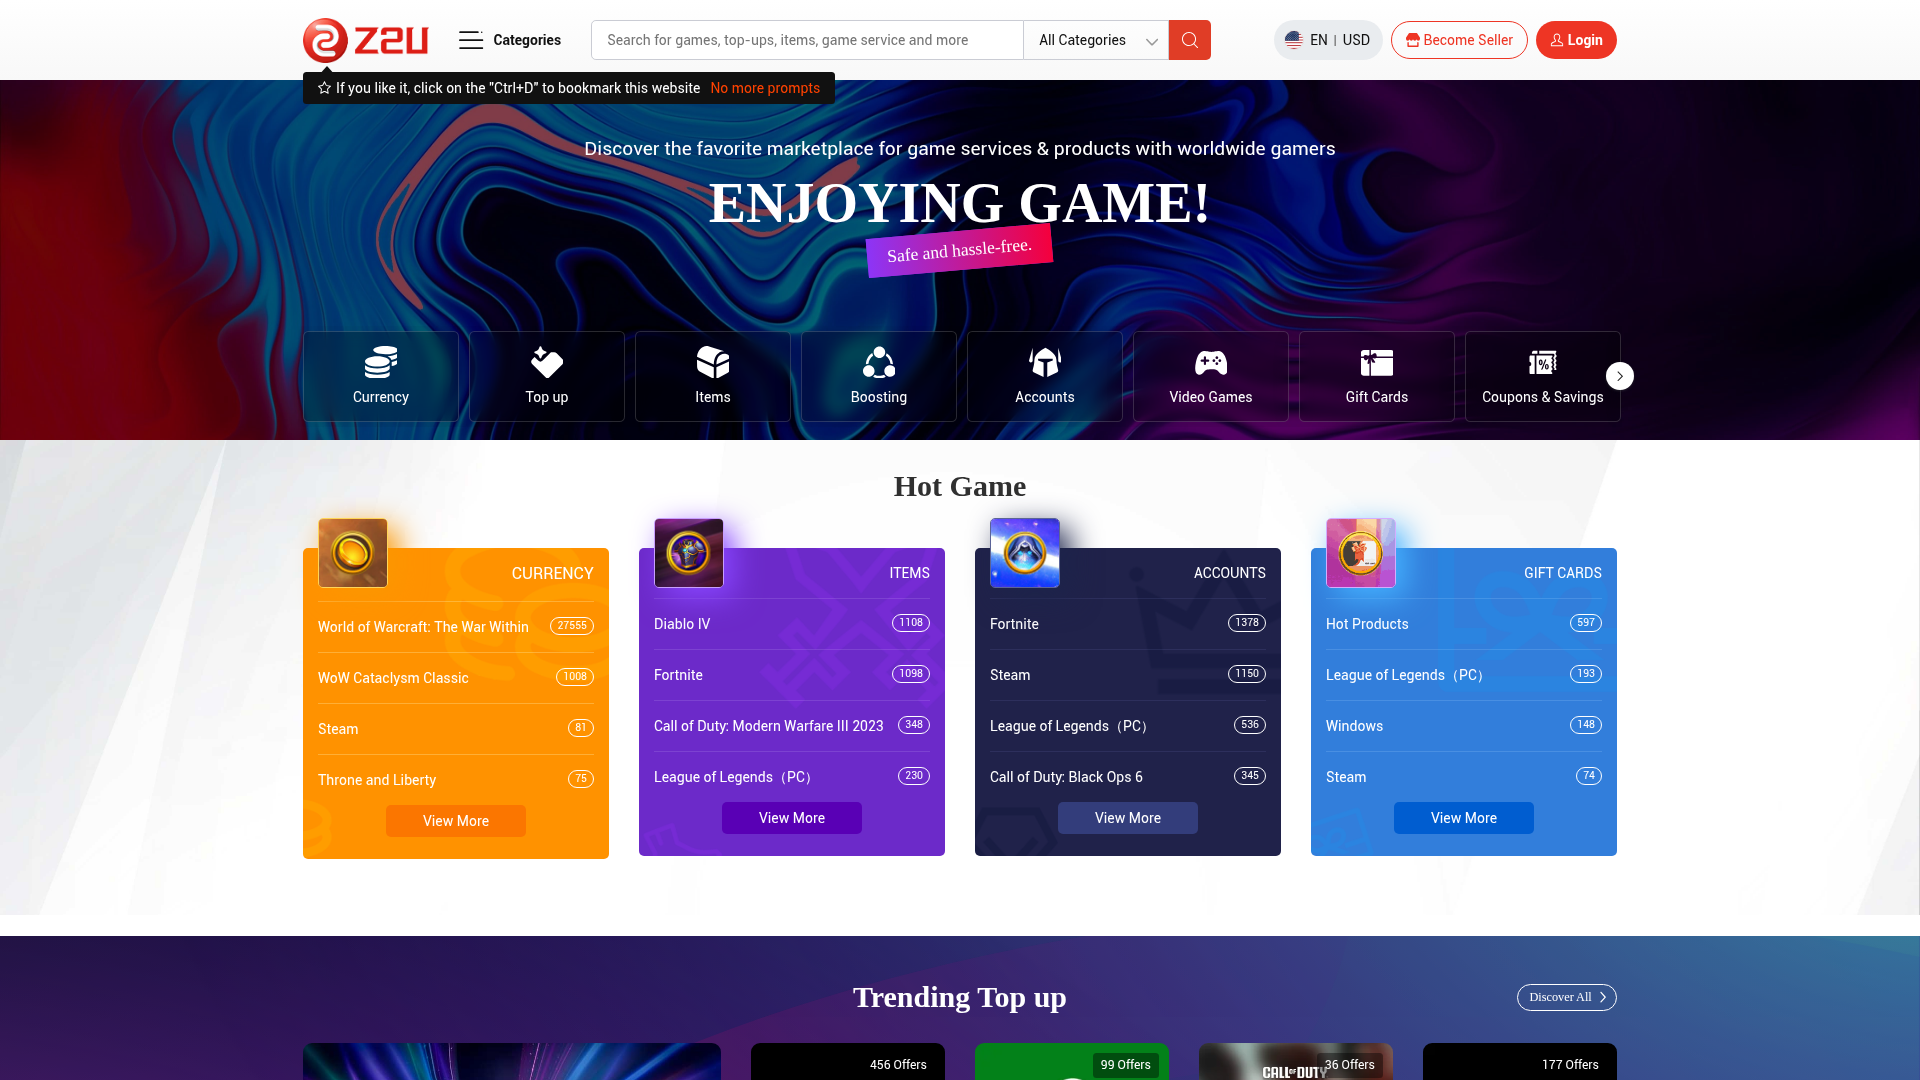 Z2U
Categories
Search for games, top-ups, items, game service and more
All Categories
EN | USD
Become Seller
Login
If you like it, click on the "Ctrl+D" to bookmark this website No more prompts
Discover the favorite marketplace for game services & products with worldwide gamers
ENJOYING GAME!
Safe and hassle-free.
Currency
Top up
Items
Boosting
Accounts
Video Games
Gift Cards
Coupons & Savings
Hot Game
CURRENCY
World of Warcraft: The War Within 27555
WoW Cataclysm Classic 1008
Steam 81
Throne and Liberty 75
View More
ITEMS
Diablo IV 1108
Fortnite 1098
Call of Duty: Modern Warfare III 2023 348
League of Legends（PC） 230
View More
ACCOUNTS
Fortnite 1378
Steam 1150
League of Legends（PC） 536
Call of Duty: Black Ops 6 345
View More
GIFT CARDS
Hot Products 597
League of Legends（PC） 193
Windows 148
Steam 74
View More
Trending Top up
Discover All
456 Offers
99 Offers
36 Offers
CALL OF DUTY
177 Offers